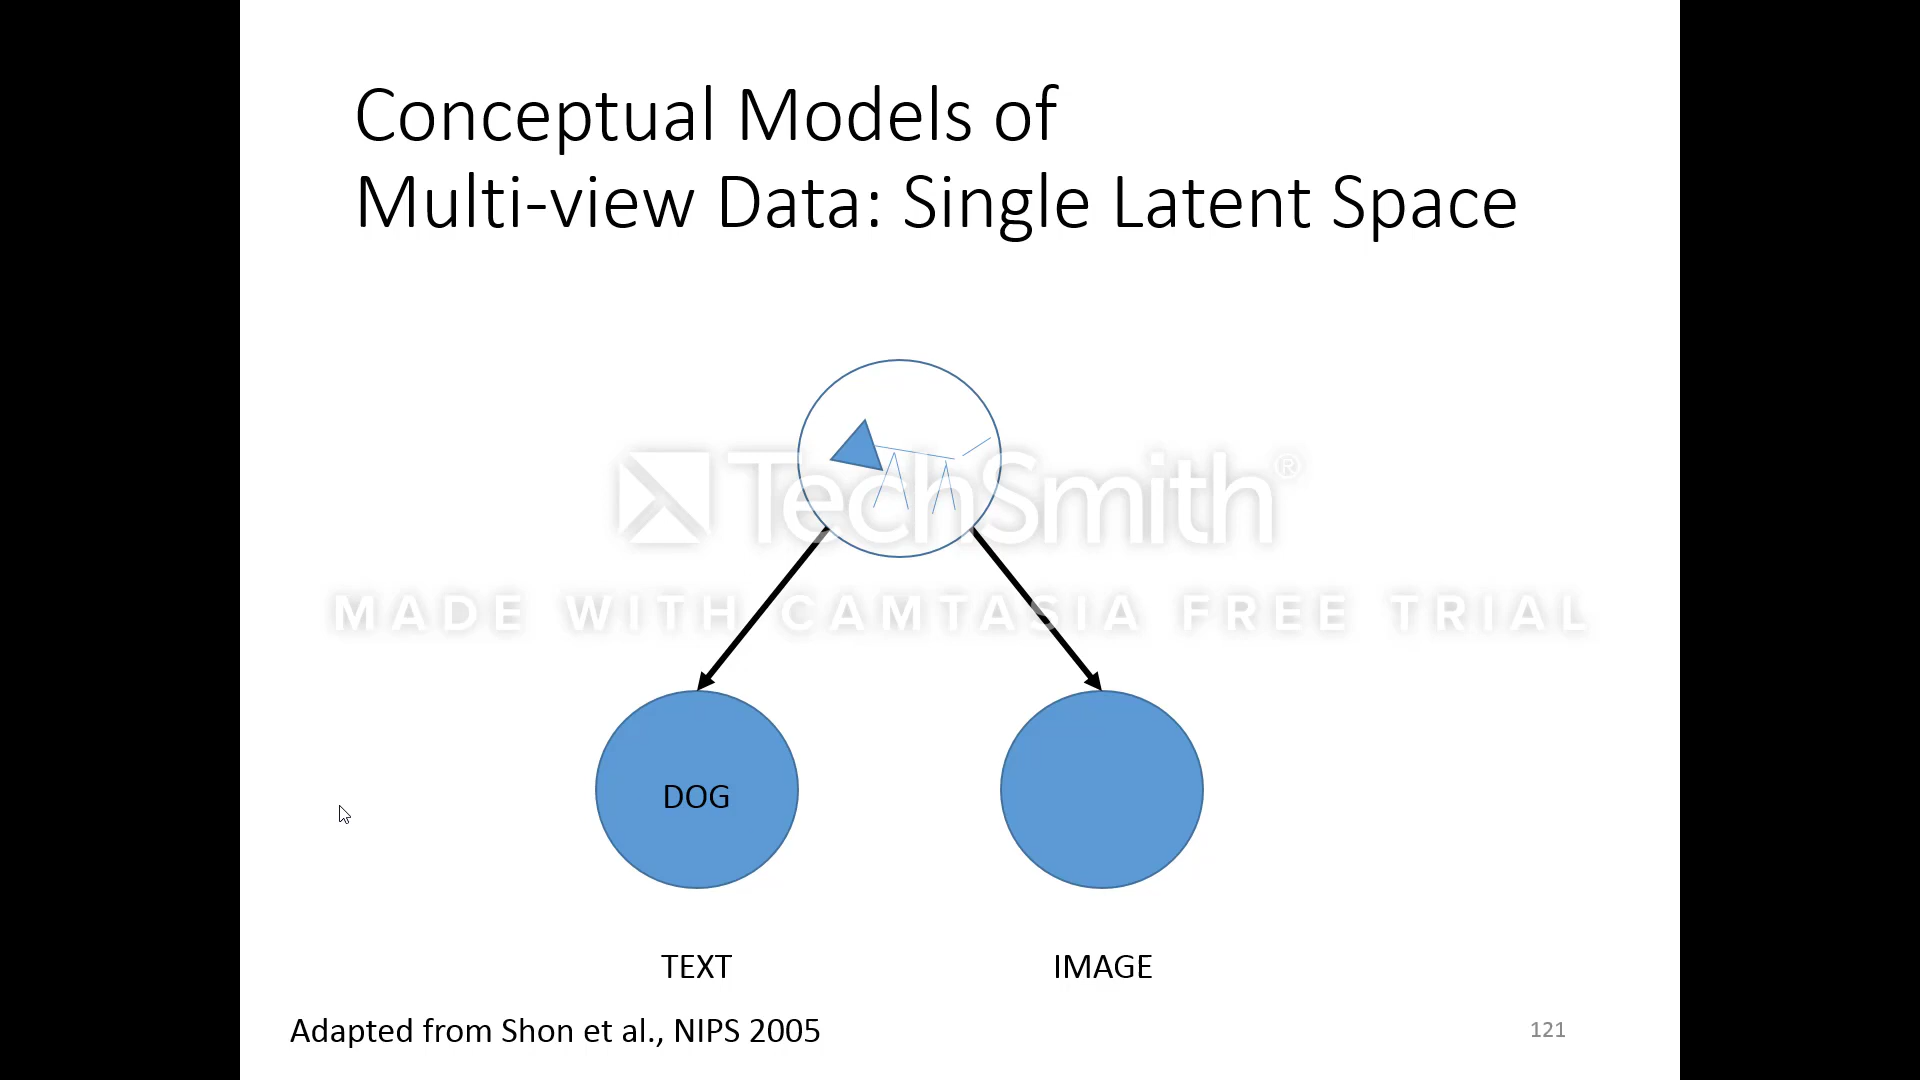 Conceptual Models of
Multi-view Data: Single Latent Space
TechSmith®
MADE WITH CAMTASIA FREE TRIAL
DOG
TEXT
IMAGE
Adapted from Shon et al., NIPS 2005
121